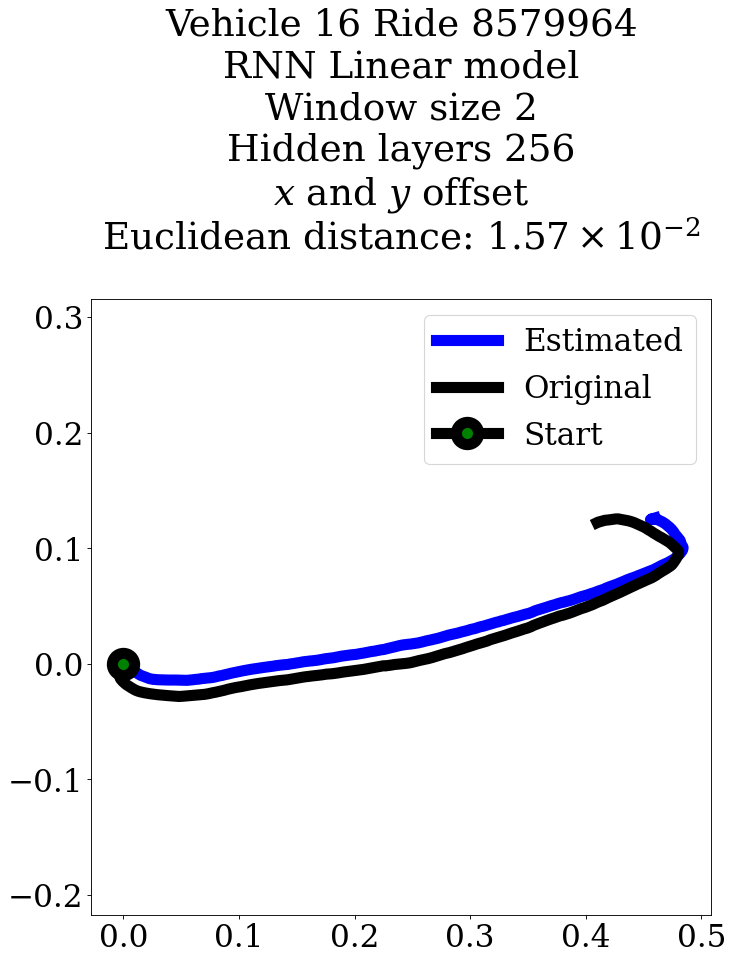 Vehicle 16 Ride 8579964
RNN Linear model
Window size 2
Hidden layers 256
x and y offset
Euclidean distance: 1.57 × 10⁻²
Estimated
Original
Start
0.3
0.2
0.1
0.0
−0.1
−0.2
0.0 0.1 0.2 0.3 0.4 0.5